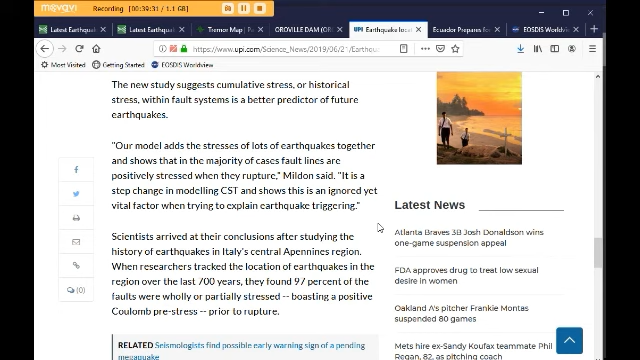 movavi
Recording
00:39:31 | 1.1 GB
Latest Earthquake
Latest Earthquake
Tremor Map | P
OROVILLE DAM (OR
UPI Earthquake loca
Ecuador Prepares for
EOSDIS Worldview
https://www.upi.com/Science_News/2019/06/21/Earthqu
Most Visited
Getting Started
EOSDIS Worldview
The new study suggests cumulative stress, or historical
stress, within fault systems is a better predictor of future
earthquakes.
"Our model adds the stresses of lots of earthquakes together
and shows that in the majority of cases fault lines are
positively stressed when they rupture," Mildon said. "It is a
step change in modelling CST and shows this is an ignored yet
vital factor when trying to explain earthquake triggering."
Scientists arrived at their conclusions after studying the
history of earthquakes in Italy's central Apennines region.
When researchers tracked the location of earthquakes in the
region over the last 700 years, they found 97 percent of the
faults were wholly or partially stressed -- boasting a positive
Coulomb pre-stress -- prior to rupture.
RELATED Seismologists find possible early warning sign of a pending
megaquake
(0)
Latest News
Atlanta Braves 3B Josh Donaldson wins
one-game suspension appeal
FDA approves drug to treat low sexual
desire in women
Oakland A's pitcher Frankie Montas
suspended 80 games
Mets hire ex-Sandy Koufax teammate Phil
Regan, 82, as pitching coach